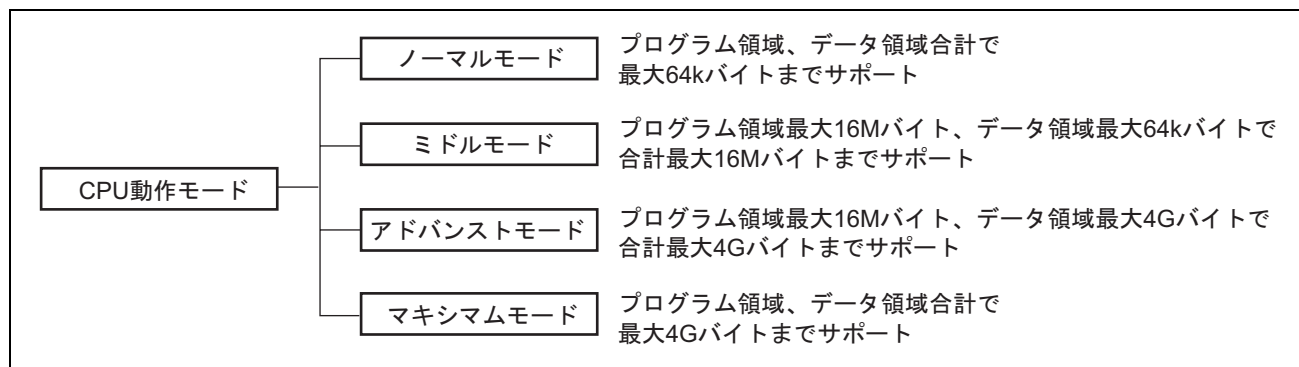 CPU動作モード
ノーマルモード
プログラム領域、データ領域合計で
最大64kバイトまでサポート
ミドルモード
プログラム領域最大16Mバイト、データ領域最大64kバイトで
合計最大16Mバイトまでサポート
アドバンストモード
プログラム領域最大16Mバイト、データ領域最大4Gバイトで
合計最大4Gバイトまでサポート
マキシマムモード
プログラム領域、データ領域合計で
最大4Gバイトまでサポート